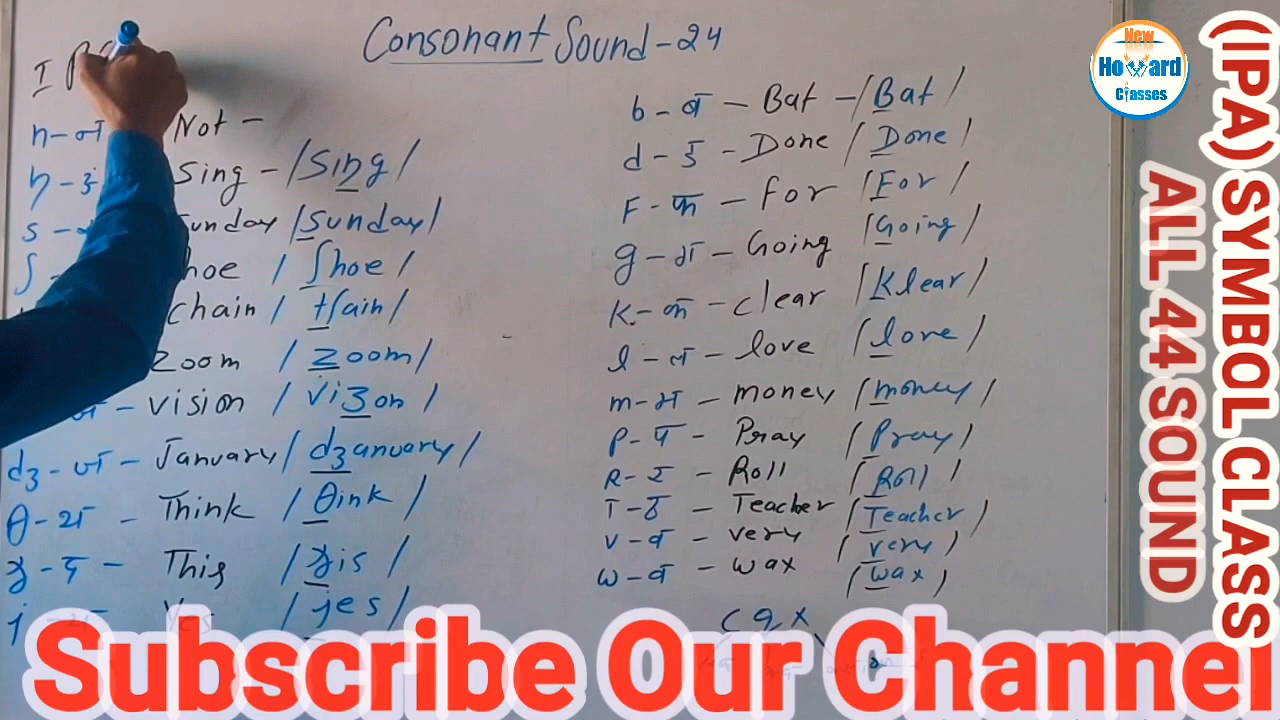 Consonant Sound - 24
I
n - न Not -
ŋ - ङ Sing - / Sing /
s - Sunday / Sunday /
ʃ - hoe / ʃhoe /
chain / tʃain /
Zoom / Zoom /
- vision / viʒon /
dʒ - ज - January / dʒanuary /
θ - थ - Think / θink /
- द - This / is /
j - य Yes / jes /
b - ब - Bat - / Bat /
d - ड - Done / Done /
F - फ - For / For /
g - ग - Going / Going /
K - क - clear / Klear /
l - ल - love / love /
m - म - money / money /
P - प - Pray / Pray /
R - र - Roll / Roll /
T - ट - Teacher / Teacher /
v - व - very / very /
w - व - wax / wax /
c q x
New
Howard
Classes
(IPA) SYMBOL CLASS
ALL 44 SOUND
Subscribe Our Channel